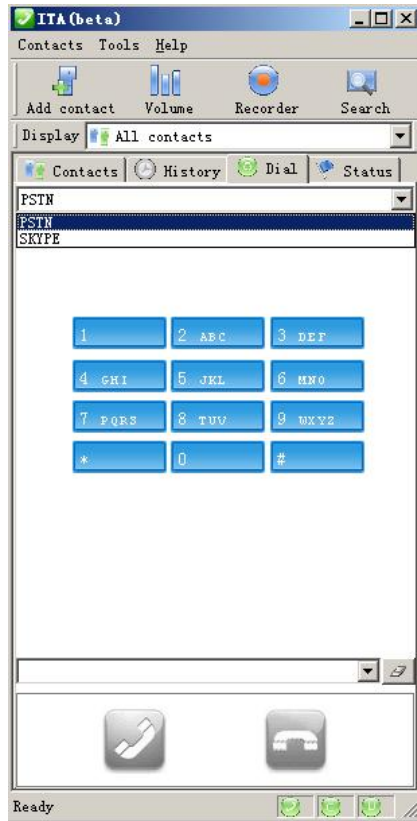 ITA(beta)
Contacts Tools Help
Add contact Volume Recorder Search
Display All contacts
Contacts History Dial Status
PSTN
PSTN
SKYPE
1 2 ABC 3 DEF
4 GHI 5 JKL 6 MNO
7 PQRS 8 TUV 9 WXYZ
* 0 #
Ready